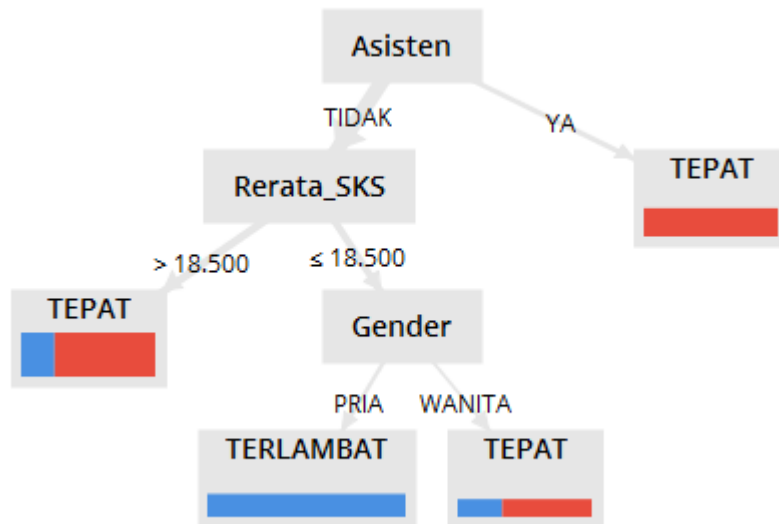 Asisten
TIDAK
YA
Rerata_SKS
TEPAT
> 18.500
≤ 18.500
TEPAT
Gender
PRIA
WANITA
TERLAMBAT
TEPAT